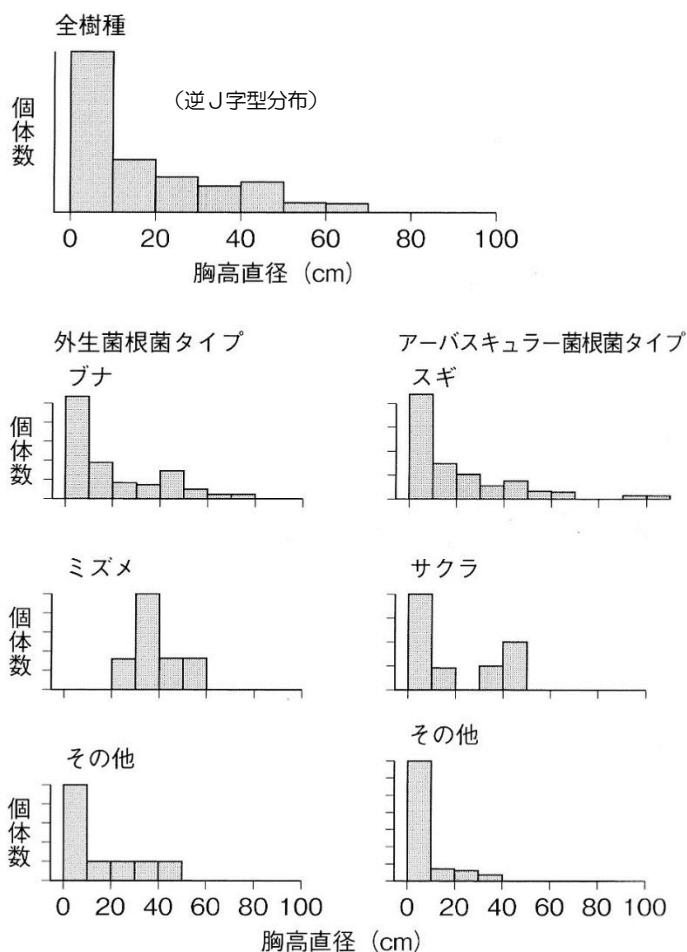 全樹種
(逆J字型分布)
個体数
0 20 40 60 80 100
胸高直径 (cm)
外生菌根菌タイプ
アーバスキュラー菌根菌タイプ
ブナ
スギ
個体数
ミズメ
サクラ
個体数
その他
その他
個体数
0 20 40 60 80 100
0 20 40 60 80 100
胸高直径 (cm)